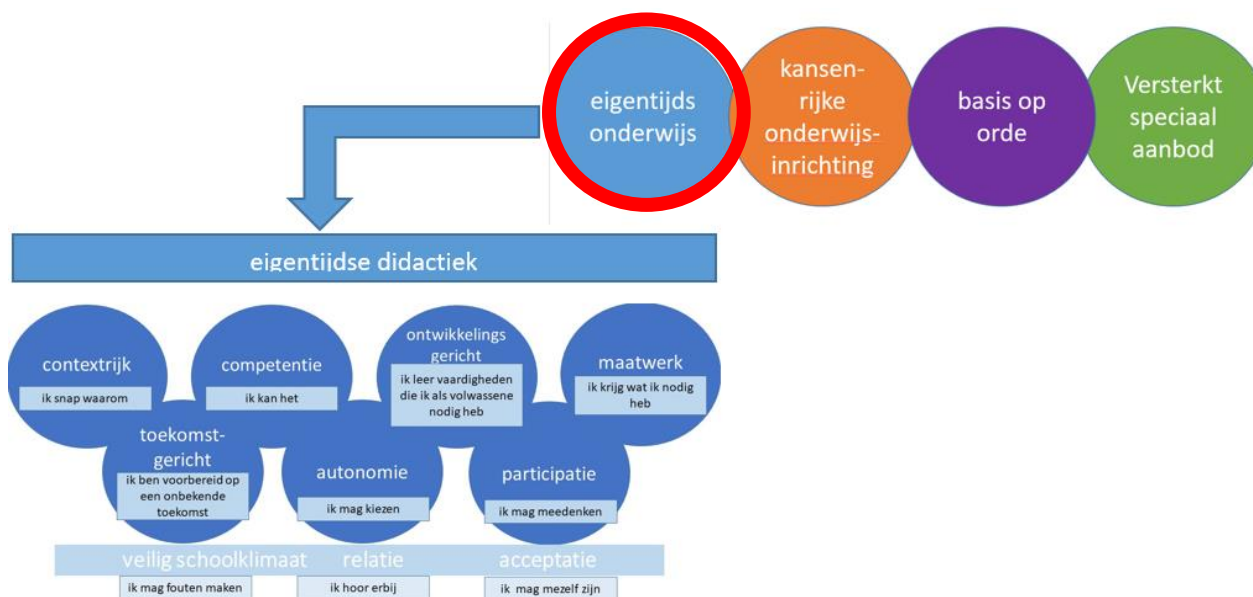 eigentijds
onderwijs
kansen-
rijke
onderwijs-
inrichting
basis op
orde
Versterkt
speciaal
aanbod
eigentijdse didactiek
contextrijk
ik snap waarom
competentie
ik kan het
ontwikkelings
gericht
ik leer vaardigheden
die ik als volwassene
nodig heb
maatwerk
ik krijg wat ik nodig
heb
toekomst-
gericht
ik ben voorbereid op
een onbekende
toekomst
autonomie
ik mag kiezen
participatie
ik mag meedenken
veilig schoolklimaat
relatie
acceptatie
ik mag fouten maken
ik hoor erbij
ik mag mezelf zijn